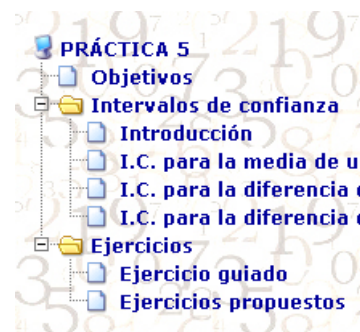 PRÁCTICA 5
Objetivos
Intervalos de confianza
Introducción
I.C. para la media de u
I.C. para la diferencia
I.C. para la diferencia
Ejercicios
Ejercicio guiado
Ejercicios propuestos